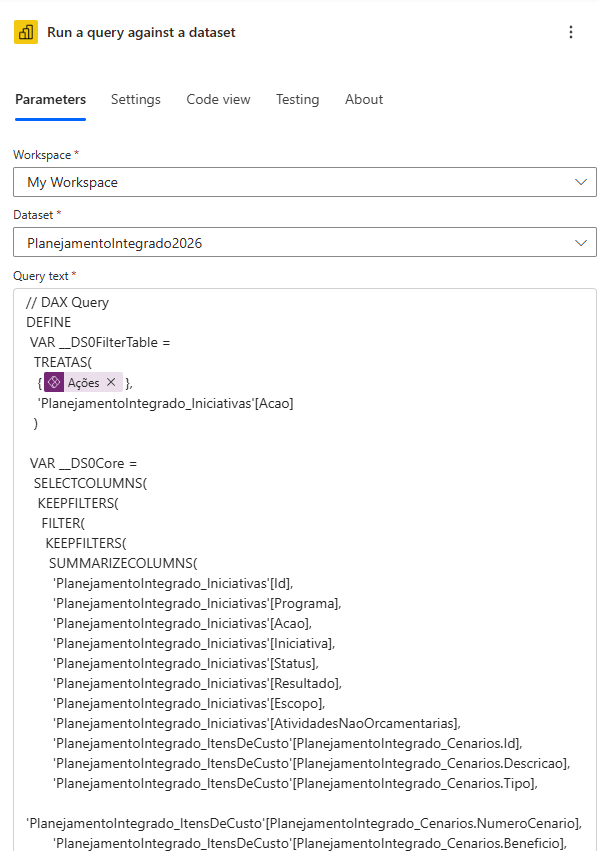 Run a query against a dataset
Parameters Settings Code view Testing About
Workspace *
My Workspace
Dataset *
PlanejamentoIntegrado2026
Query text *
// DAX Query
DEFINE
VAR __DS0FilterTable =
TREATAS(
{ Ações × },
'PlanejamentoIntegrado_Iniciativas'[Acao]
)
VAR __DS0Core =
SELECTCOLUMNS(
KEEPFILTERS(
FILTER(
KEEPFILTERS(
SUMMARIZECOLUMNS(
'PlanejamentoIntegrado_Iniciativas'[Id],
'PlanejamentoIntegrado_Iniciativas'[Programa],
'PlanejamentoIntegrado_Iniciativas'[Acao],
'PlanejamentoIntegrado_Iniciativas'[Iniciativa],
'PlanejamentoIntegrado_Iniciativas'[Status],
'PlanejamentoIntegrado_Iniciativas'[Resultado],
'PlanejamentoIntegrado_Iniciativas'[Escopo],
'PlanejamentoIntegrado_Iniciativas'[AtividadesNaoOrcamentarias],
'PlanejamentoIntegrado_ItensDeCusto'[PlanejamentoIntegrado_Cenarios.Id],
'PlanejamentoIntegrado_ItensDeCusto'[PlanejamentoIntegrado_Cenarios.Descricao],
'PlanejamentoIntegrado_ItensDeCusto'[PlanejamentoIntegrado_Cenarios.Tipo],
'PlanejamentoIntegrado_ItensDeCusto'[PlanejamentoIntegrado_Cenarios.NumeroCenario],
'PlanejamentoIntegrado_ItensDeCusto'[PlanejamentoIntegrado_Cenarios.Beneficio],